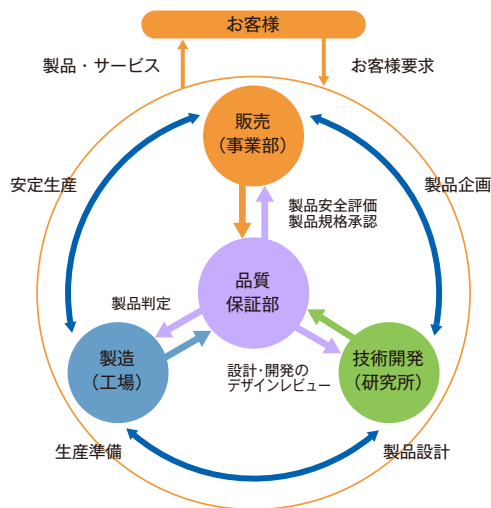 お客様
製品・サービス
お客様要求
販売
（事業部）
安定生産
製品企画
製品安全評価
製品規格承認
品質
保証部
製品判定
製造
（工場）
技術開発
（研究所）
設計・開発の
デザインレビュー
生産準備
製品設計